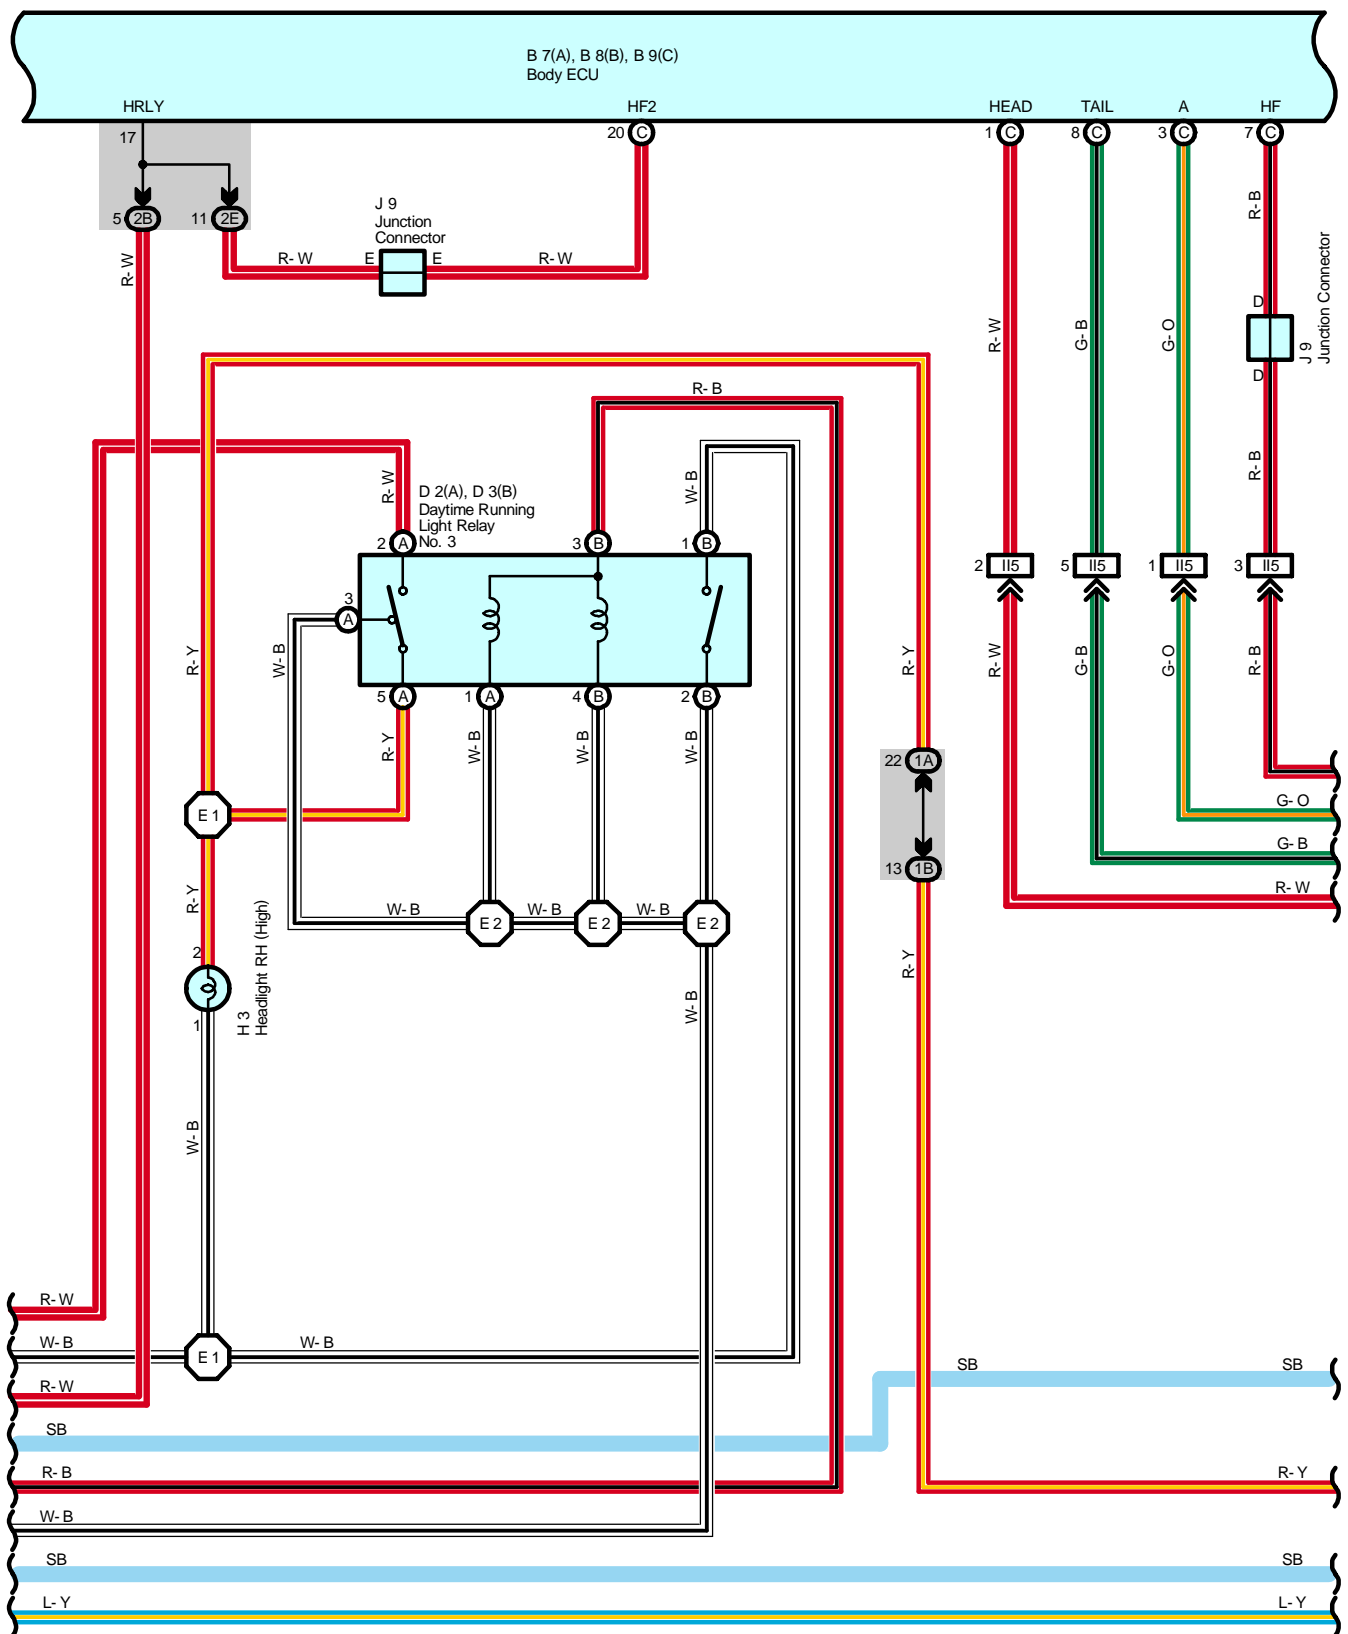 B 7(A), B 8(B), B 9(C)
Body ECU
HRLY
HF2
HEAD
TAIL
A
HF
17
20
C
1
C
8
C
3
C
7
C
5
2B
11
2E
J 9
Junction
Connector
R-W
E
E
R-W
R-W
R-B
J 9
Junction Connector
D
D
R-W
G-B
G-O
R-B
R-B
R-W
W-B
D 2(A), D 3(B)
Daytime Running
Light Relay
No. 3
2
A
3
B
1
B
2
II5
5
II5
1
II5
3
II5
3
A
R-Y
W-B
R-Y
R-W
G-B
G-O
R-B
5
A
1
A
4
B
2
B
R-Y
W-B
W-B
W-B
22
1A
E 1
G-O
G-B
13
1B
R-W
R-Y
W-B
W-B
W-B
E 2
E 2
E 2
2
H 3
Headlight RH (High)
1
R-Y
W-B
W-B
R-W
W-B
E 1
W-B
SB
SB
R-W
SB
R-B
R-Y
W-B
SB
SB
L-Y
L-Y